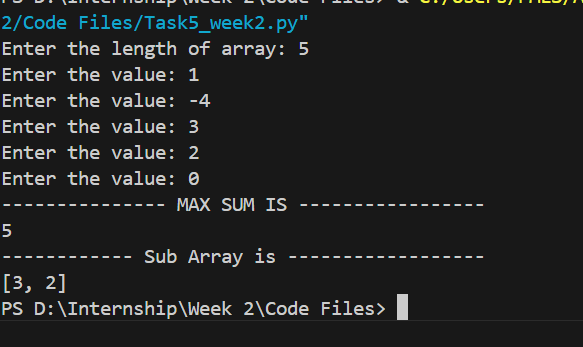 2/Code Files/Task5_week2.py"
Enter the length of array: 5
Enter the value: 1
Enter the value: -4
Enter the value: 3
Enter the value: 2
Enter the value: 0
--------------- MAX SUM IS -----------------
5
------------ Sub Array is ------------------
[3, 2]
PS D:\Internship\Week 2\Code Files>